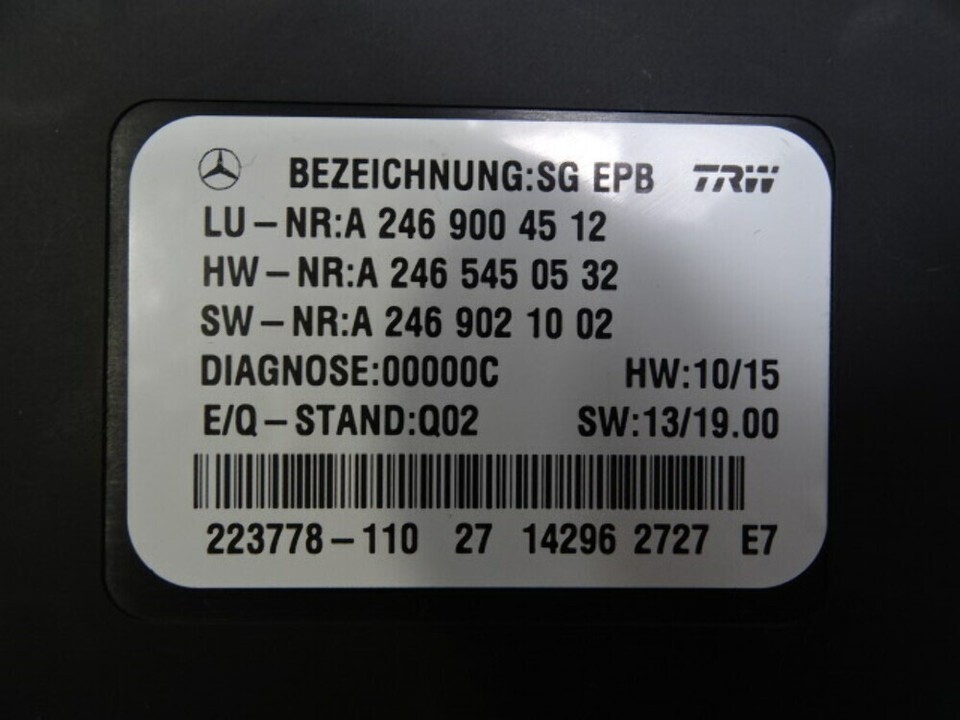 BEZEICHNUNG:SG EPB TRW
LU-NR:A 246 900 45 12
HW-NR:A 246 545 05 32
SW-NR:A 246 902 10 02
DIAGNOSE:00000C HW:10/15
E/Q-STAND:Q02 SW:13/19.00
223778-110 27 14296 2727 E7